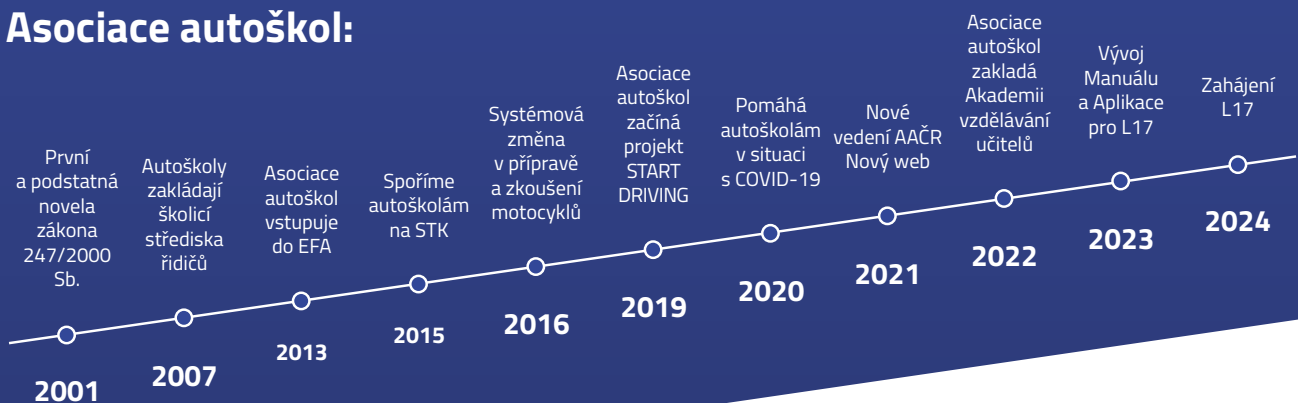 Asociace autoškol:
První
a podstatná
novela
zákona
247/2000
Sb.
2001
Autoškoly
zakládají
školicí
střediska
řidičů
2007
Asociace
autoškol
vstupuje
do EFA
2013
Spoříme
autoškolám
na STK
2015
Systémová
změna
v přípravě
a zkoušení
motocyklů
2016
Asociace
autoškol
začíná
projekt
START
DRIVING
2019
Pomáhá
autoškolám
v situaci
s COVID-19
2020
Nové
vedení AAČR
Nový web
2021
Asociace
autoškol
zakladá
Akademii
vzdělávání
učitelů
2022
Vývoj
Manuálu
a Aplikace
pro L17
2023
Zahájení
L17
2024